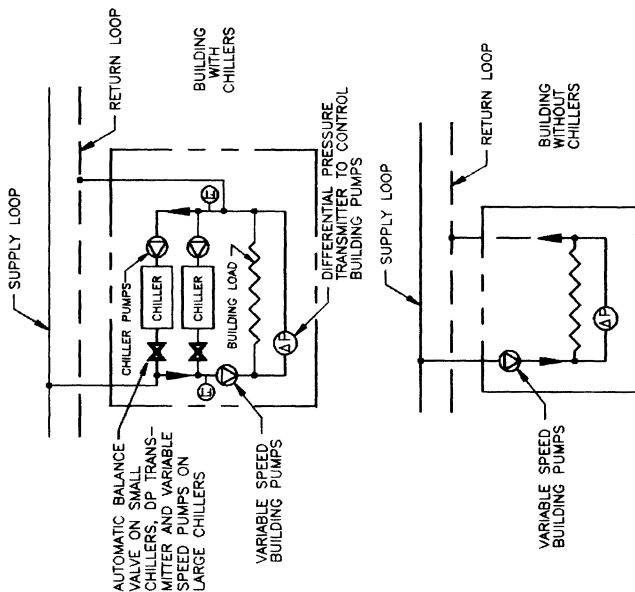 SUPPLY LOOP
RETURN LOOP
BUILDING
WITH
CHILLERS
CHILLER PUMPS
CHILLER
CHILLER
BUILDING LOAD
ΔP
AUTOMATIC BALANCE
VALVE ON SMALL
CHILLERS, DP TRANS-
MITTER AND VARIABLE
SPEED PUMPS ON
LARGE CHILLERS
VARIABLE SPEED
BUILDING PUMPS
DIFFERENTIAL PRESSURE
TRANSMITTER TO CONTROL
BUILDING PUMPS
SUPPLY LOOP
RETURN LOOP
BUILDING
WITHOUT
CHILLERS
ΔP
VARIABLE SPEED
BUILDING PUMPS